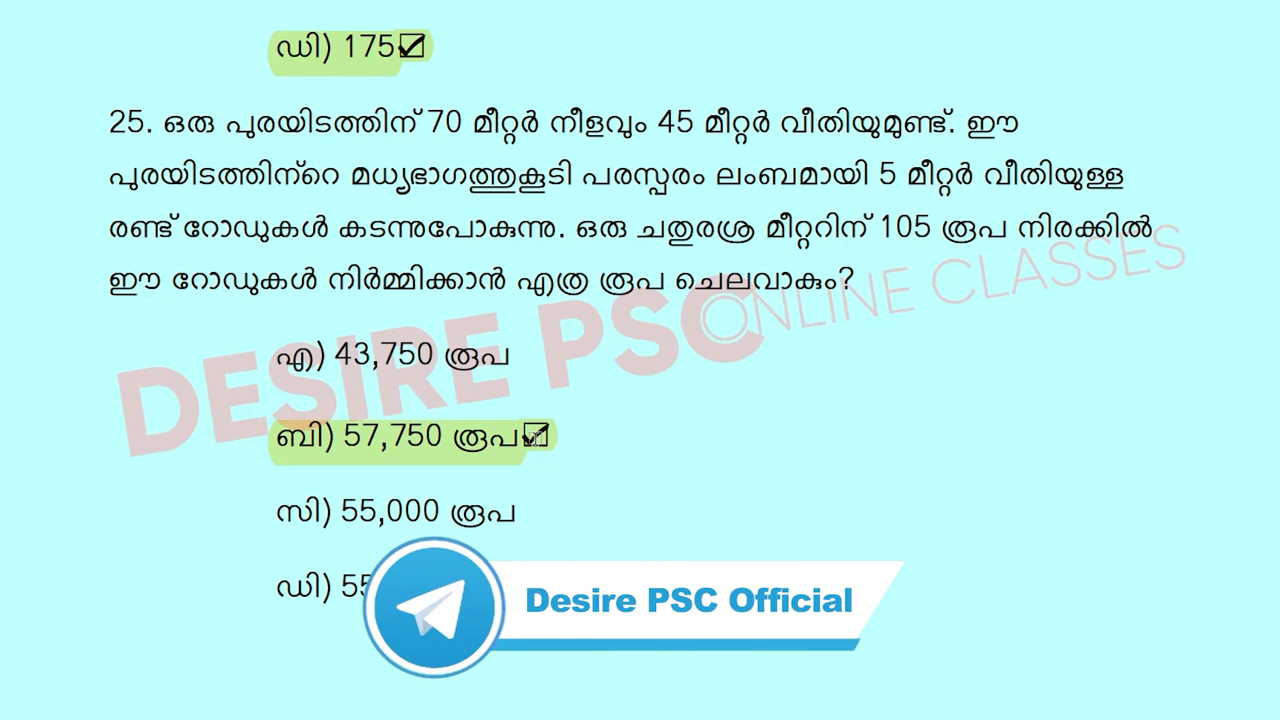 ഡി) 175
25. ഒരു പുരയിടത്തിന് 70 മീറ്റർ നീളവും 45 മീറ്റർ വീതിയുമുണ്ട്. ഈ
പുരയിടത്തിന്റെ മധ്യഭാഗത്തുകൂടി പരസ്പരം ലംബമായി 5 മീറ്റർ വീതിയുള്ള
രണ്ട് റോഡുകൾ കടന്നുപോകുന്നു. ഒരു ചതുരശ്ര മീറ്ററിന് 105 രൂപ നിരക്കിൽ
ഈ റോഡുകൾ നിർമ്മിക്കാൻ എത്ര രൂപ ചെലവാകും?
DESIRE PSC ONLINE CLASSES
എ) 43,750 രൂപ
ബി) 57,750 രൂപ
സി) 55,000 രൂപ
ഡി)
Desire PSC Official